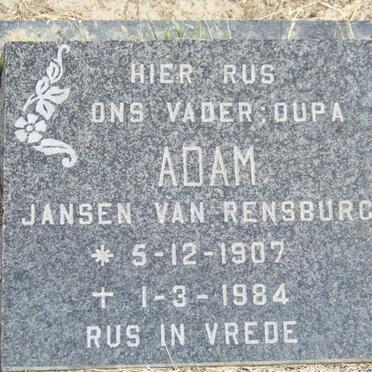 HIER RUS
ONS VADER; OUPA
ADAM
JANSEN VAN RENSBURG
* 5-12-1907
+ 1-3-1984
RUS IN VREDE